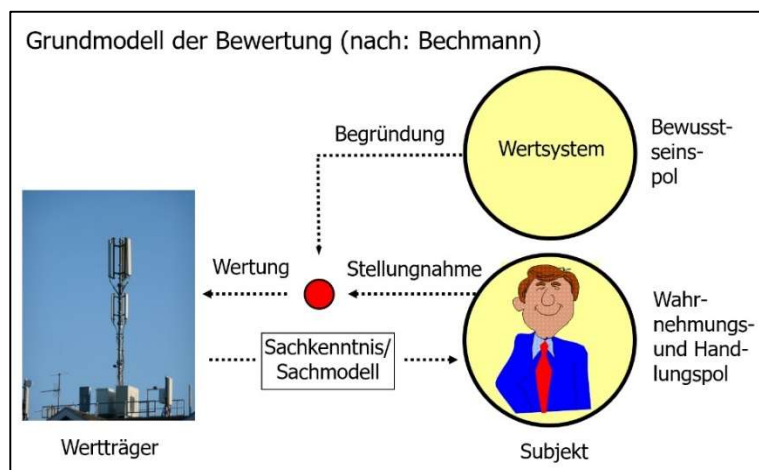 Grundmodell der Bewertung (nach: Bechmann)
Begründung
Wertsystem
Bewusst-
seins-
pol
Wertung
Stellungnahme
Sachkenntnis/
Sachmodell
Wahr-
nehmungs-
und Hand-
lungspol
Wertträger
Subjekt